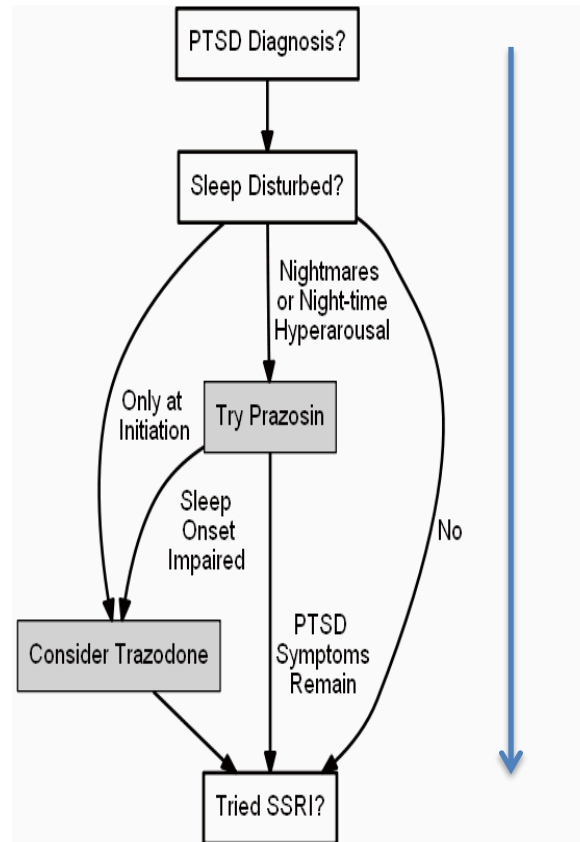 PTSD Diagnosis?
Sleep Disturbed?
Nightmares
or Night-time
Hyperarousal
Only at
Initiation
Try Prazosin
Sleep
Onset
Impaired
No
PTSD
Symptoms
Remain
Consider Trazodone
Tried SSRI?